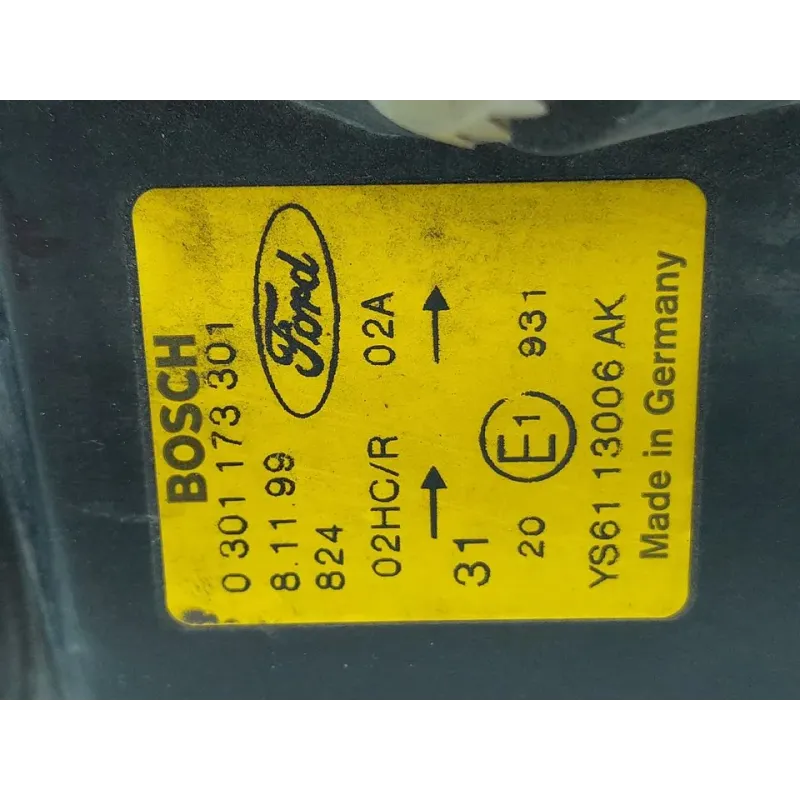 BOSCH
0 301 173 301
8.11.99
824
Ford
02HC/R 02A
31
20 E1 931
YS61 13006 AK
Made in Germany